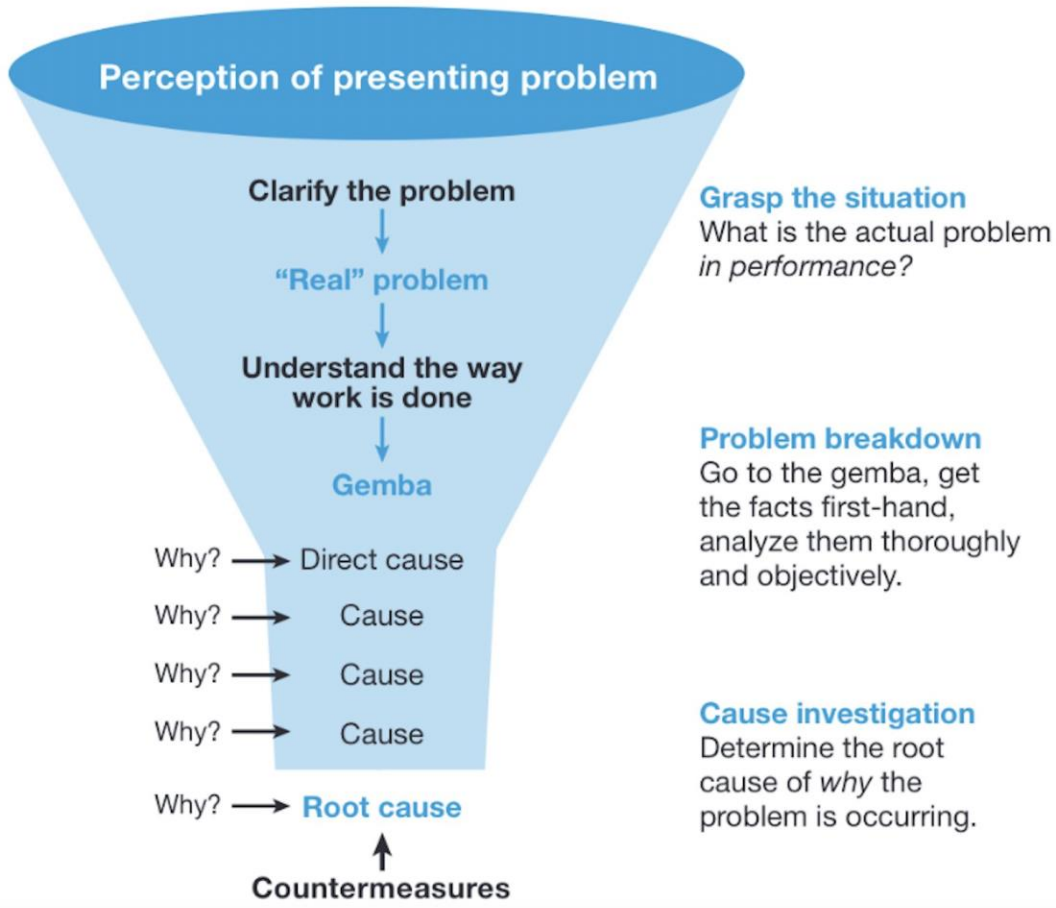 Perception of presenting problem
Clarify the problem
“Real” problem
Understand the way
work is done
Gemba
Why?
Direct cause
Why?
Cause
Why?
Cause
Why?
Cause
Why?
Root cause
Countermeasures
Grasp the situation
What is the actual problem
in performance?
Problem breakdown
Go to the gemba, get
the facts first-hand,
analyze them thoroughly
and objectively.
Cause investigation
Determine the root
cause of why the
problem is occurring.